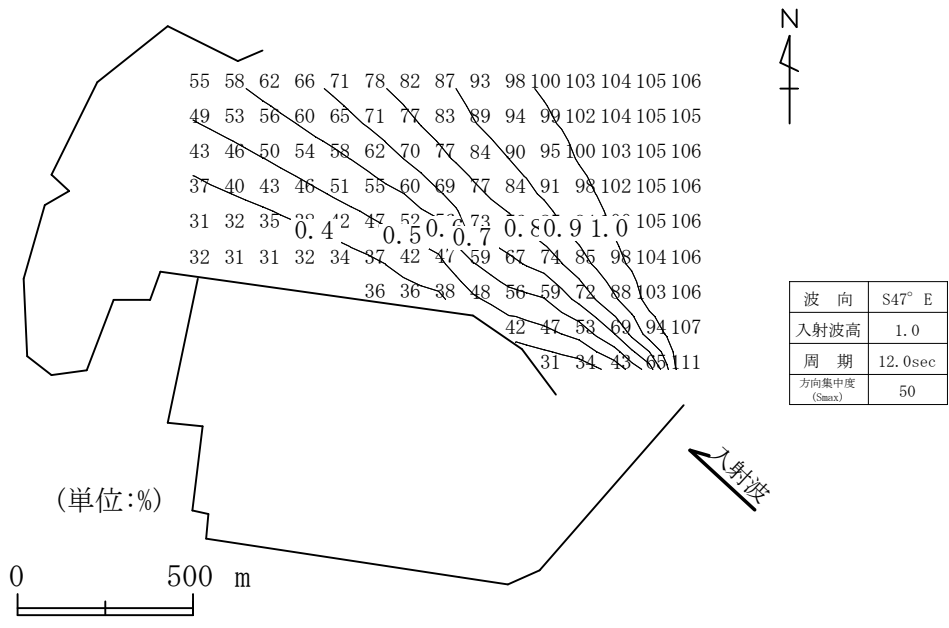 N
55 58 62 66 71 78 82 87 93 98 100 103 104 105 106
49 53 56 60 65 71 77 83 89 94 99 102 104 105 105
43 46 50 54 58 62 70 77 84 90 95 100 103 105 106
37 40 43 46 51 55 60 69 77 84 91 98 102 105 106
31 32 35 42 47 52 73 105 106
0.4 0.5 0. 0.7 0.8 0.9 1.0
32 31 31 32 34 37 42 47 59 67 74 85 98 104 106
36 36 38 48 56 59 72 88 103 106
42 47 53 69 94 107
31 34 43 65 111
波 向 S47° E
入射波高 1.0
周 期 12.0sec
方向集中度
(Smax) 50
入射波
(単位:%)
0 500 m